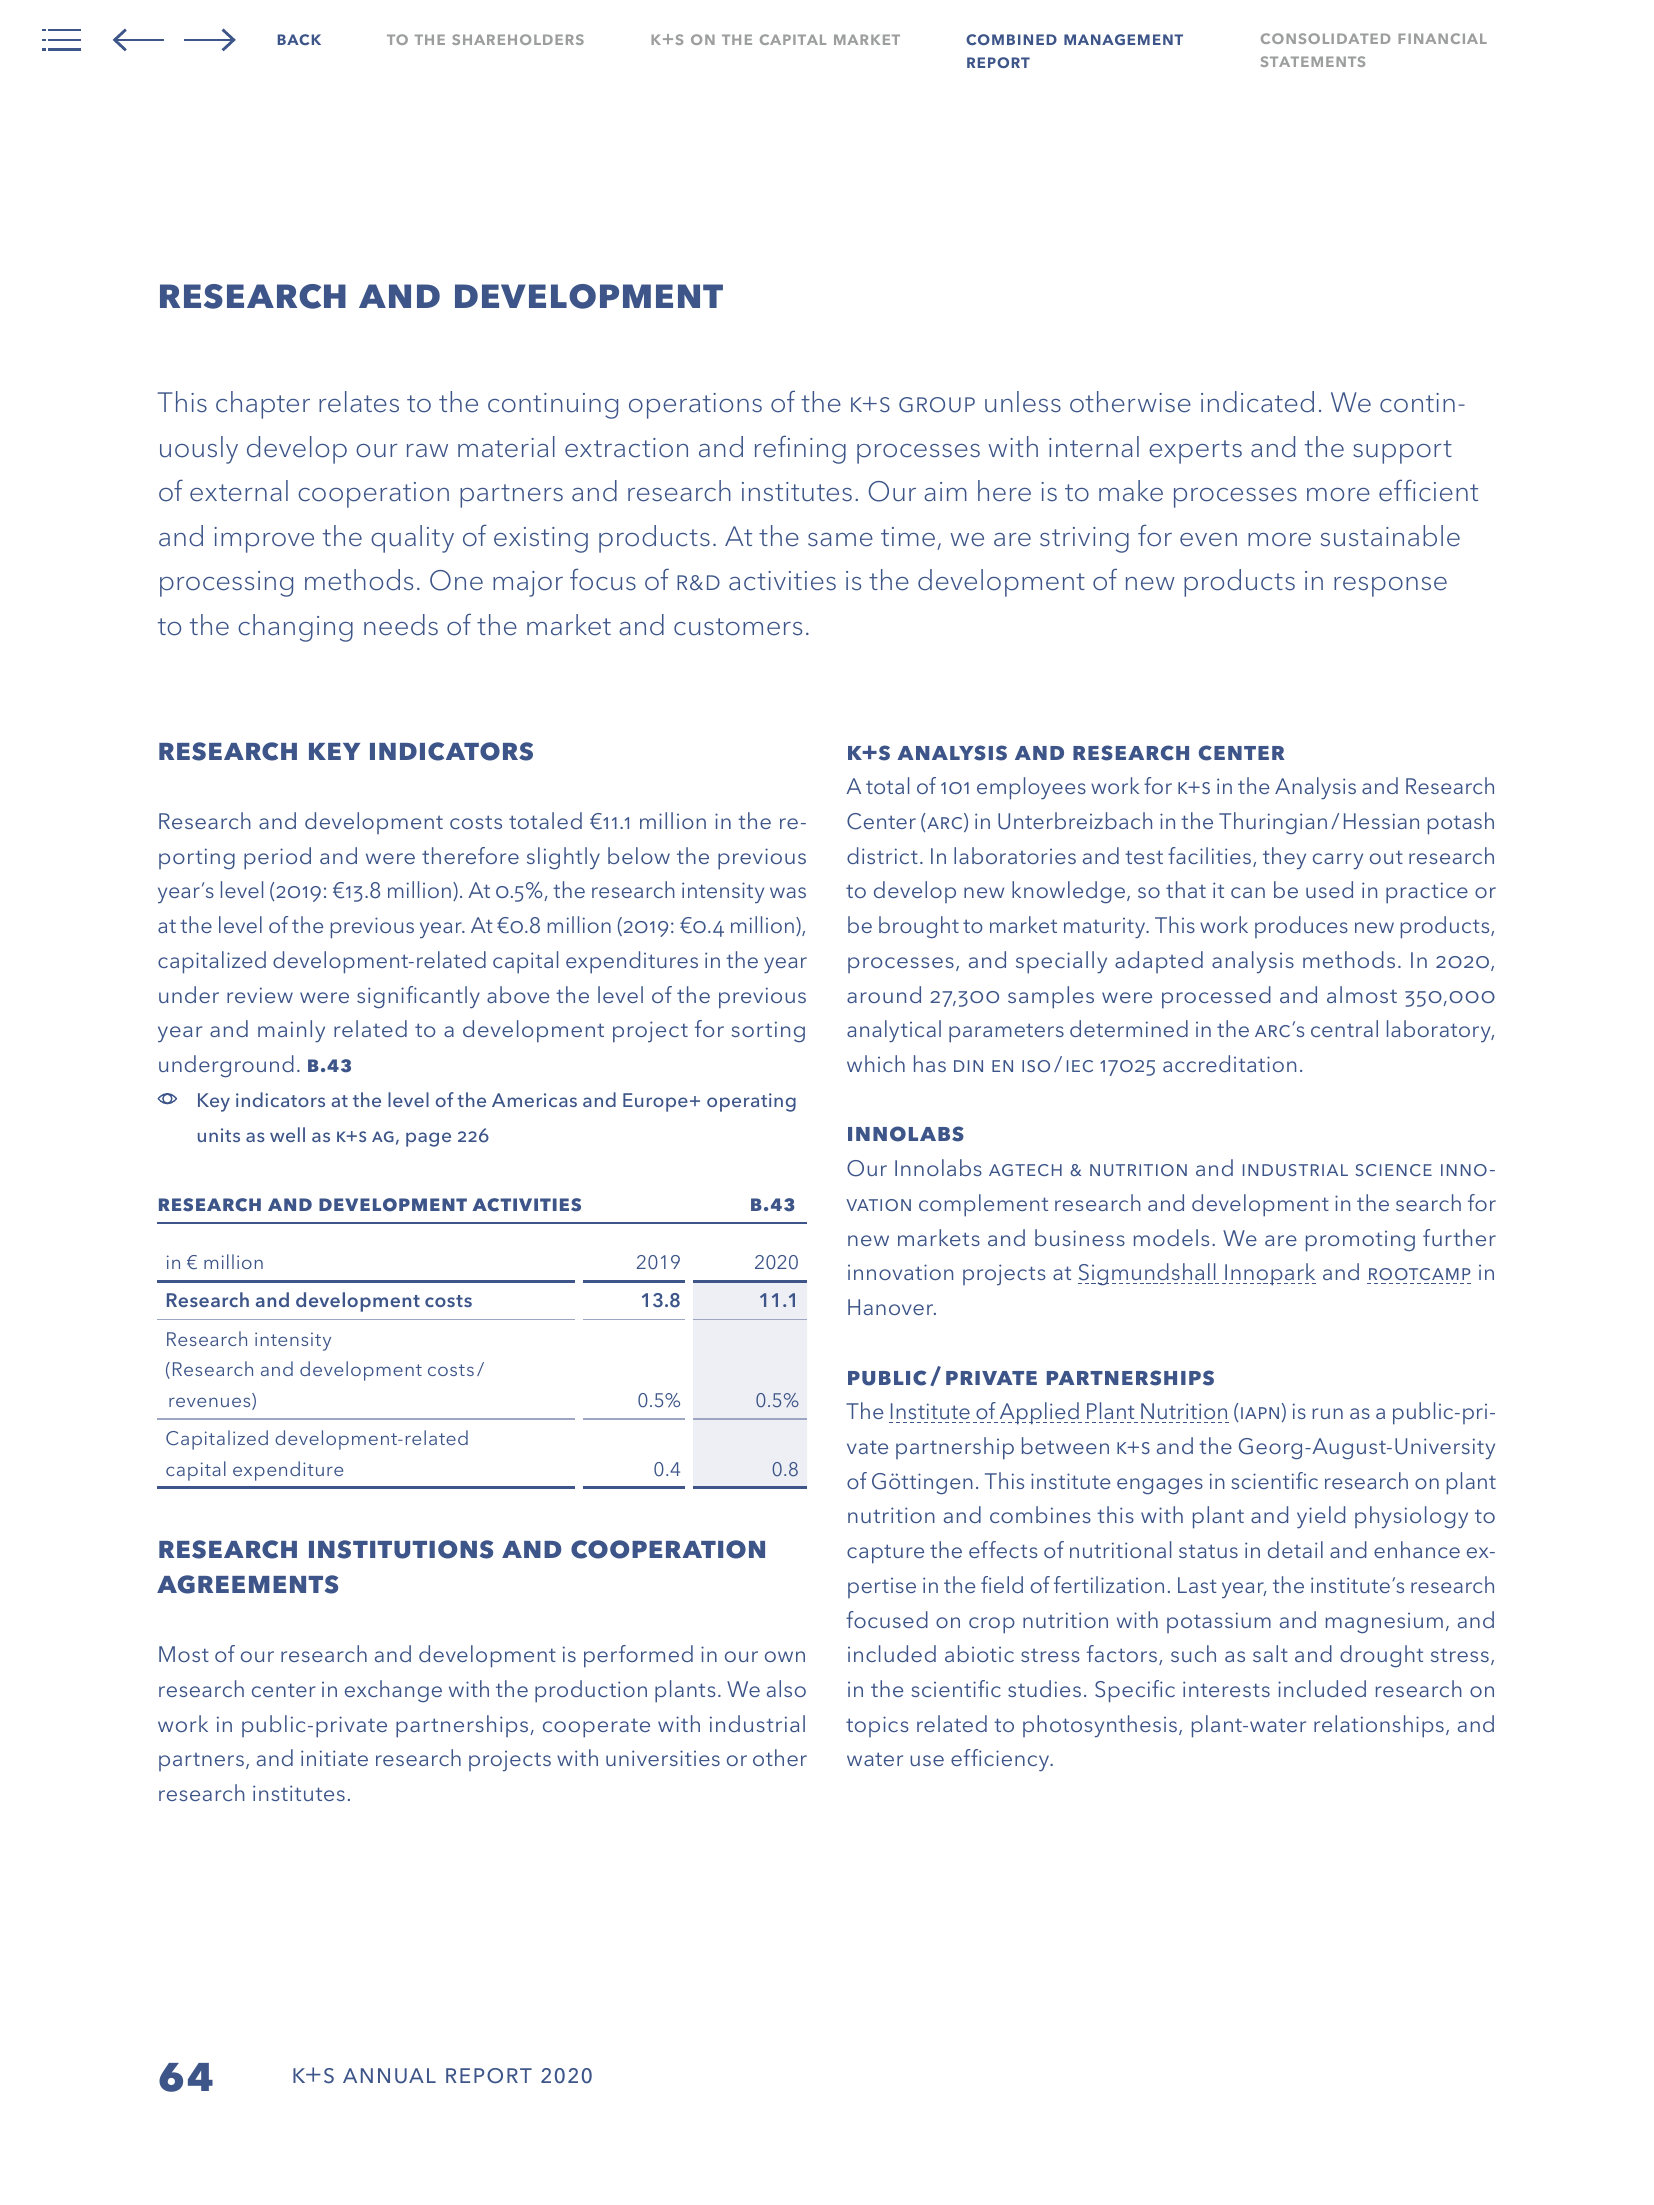 BACK
TO THE SHAREHOLDERS
K+S ON THE CAPITAL MARKET
COMBINED MANAGEMENT
REPORT
CONSOLIDATED FINANCIAL
STATEMENTS
RESEARCH AND DEVELOPMENT
This chapter relates to the continuing operations of the K+S GROUP unless otherwise indicated. We contin-
uously develop our raw material extraction and refining processes with internal experts and the support
of external cooperation partners and research institutes. Our aim here is to make processes more efficient
and improve the quality of existing products. At the same time, we are striving for even more sustainable
processing methods. One major focus of R&D activities is the development of new products in response
to the changing needs of the market and customers.
RESEARCH KEY INDICATORS
Research and development costs totaled €11.1 million in the re-
porting period and were therefore slightly below the previous
year's level (2019: €13.8 million). At 0.5%, the research intensity was
at the level of the previous year. At €0.8 million (2019: €0.4 million),
capitalized development-related capital expenditures in the year
under review were significantly above the level of the previous
year and mainly related to a development project for sorting
underground. B.43
Key indicators at the level of the Americas and Europe+ operating
units as well as K+S AG, page 226
RESEARCH AND DEVELOPMENT ACTIVITIES B.43
in € million 2019 2020
Research and development costs 13.8 11.1
Research intensity
(Research and development costs/
revenues) 0.5% 0.5%
Capitalized development-related
capital expenditure 0.4 0.8
RESEARCH INSTITUTIONS AND COOPERATION
AGREEMENTS
Most of our research and development is performed in our own
research center in exchange with the production plants. We also
work in public-private partnerships, cooperate with industrial
partners, and initiate research projects with universities or other
research institutes.
K+S ANALYSIS AND RESEARCH CENTER
A total of 101 employees work for K+S in the Analysis and Research
Center (ARC) in Unterbreizbach in the Thuringian/Hessian potash
district. In laboratories and test facilities, they carry out research
to develop new knowledge, so that it can be used in practice or
be brought to market maturity. This work produces new products,
processes, and specially adapted analysis methods. In 2020,
around 27,300 samples were processed and almost 350,000
analytical parameters determined in the ARC's central laboratory,
which has DIN EN ISO/IEC 17025 accreditation.
INNOLABS
Our Innolabs AGTECH & NUTRITION and INDUSTRIAL SCIENCE INNO-
VATION complement research and development in the search for
new markets and business models. We are promoting further
innovation projects at Sigmundshall Innopark and ROOTCAMP in
Hanover.
PUBLIC/PRIVATE PARTNERSHIPS
The Institute of Applied Plant Nutrition (IAPN) is run as a public-pri-
vate partnership between K+S and the Georg-August-University
of Göttingen. This institute engages in scientific research on plant
nutrition and combines this with plant and yield physiology to
capture the effects of nutritional status in detail and enhance ex-
pertise in the field of fertilization. Last year, the institute's research
focused on crop nutrition with potassium and magnesium, and
included abiotic stress factors, such as salt and drought stress,
in the scientific studies. Specific interests included research on
topics related to photosynthesis, plant-water relationships, and
water use efficiency.
64 K+S ANNUAL REPORT 2020